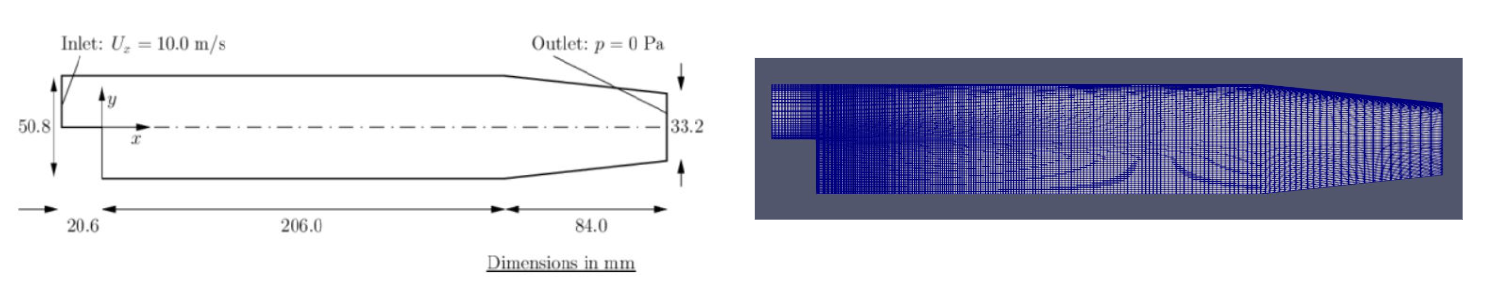 Inlet: Uₓ = 10.0 m/s
Outlet: p = 0 Pa
y
50.8
x
33.2
20.6
206.0
84.0
Dimensions in mm